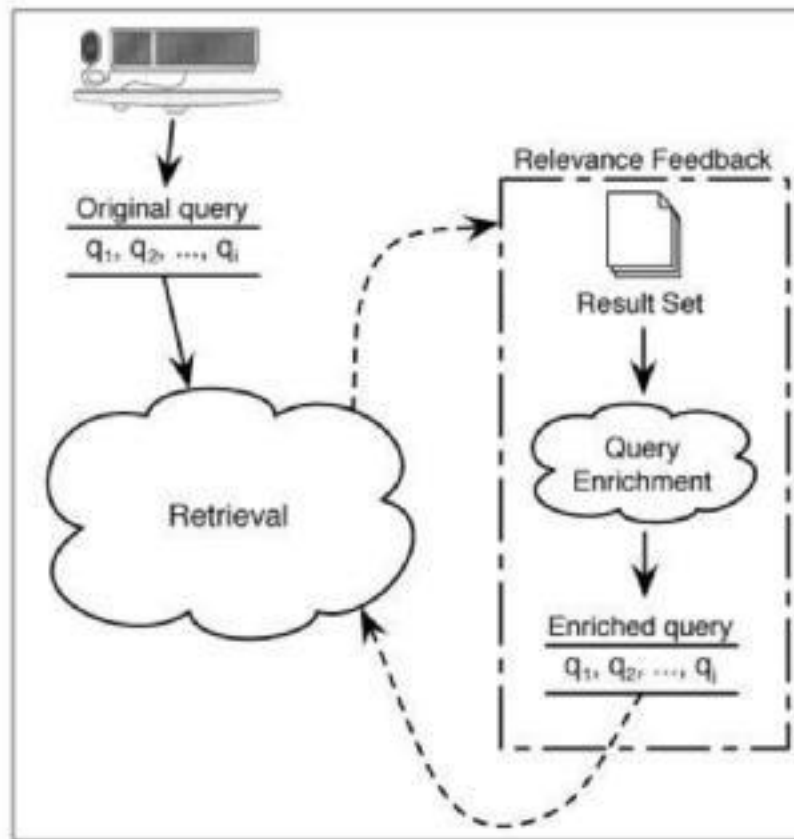 Original query
q₁, q₂, ..., qᵢ
Retrieval
Relevance Feedback
Result Set
Query
Enrichment
Enriched query
q₁, q₂, ..., qⱼ